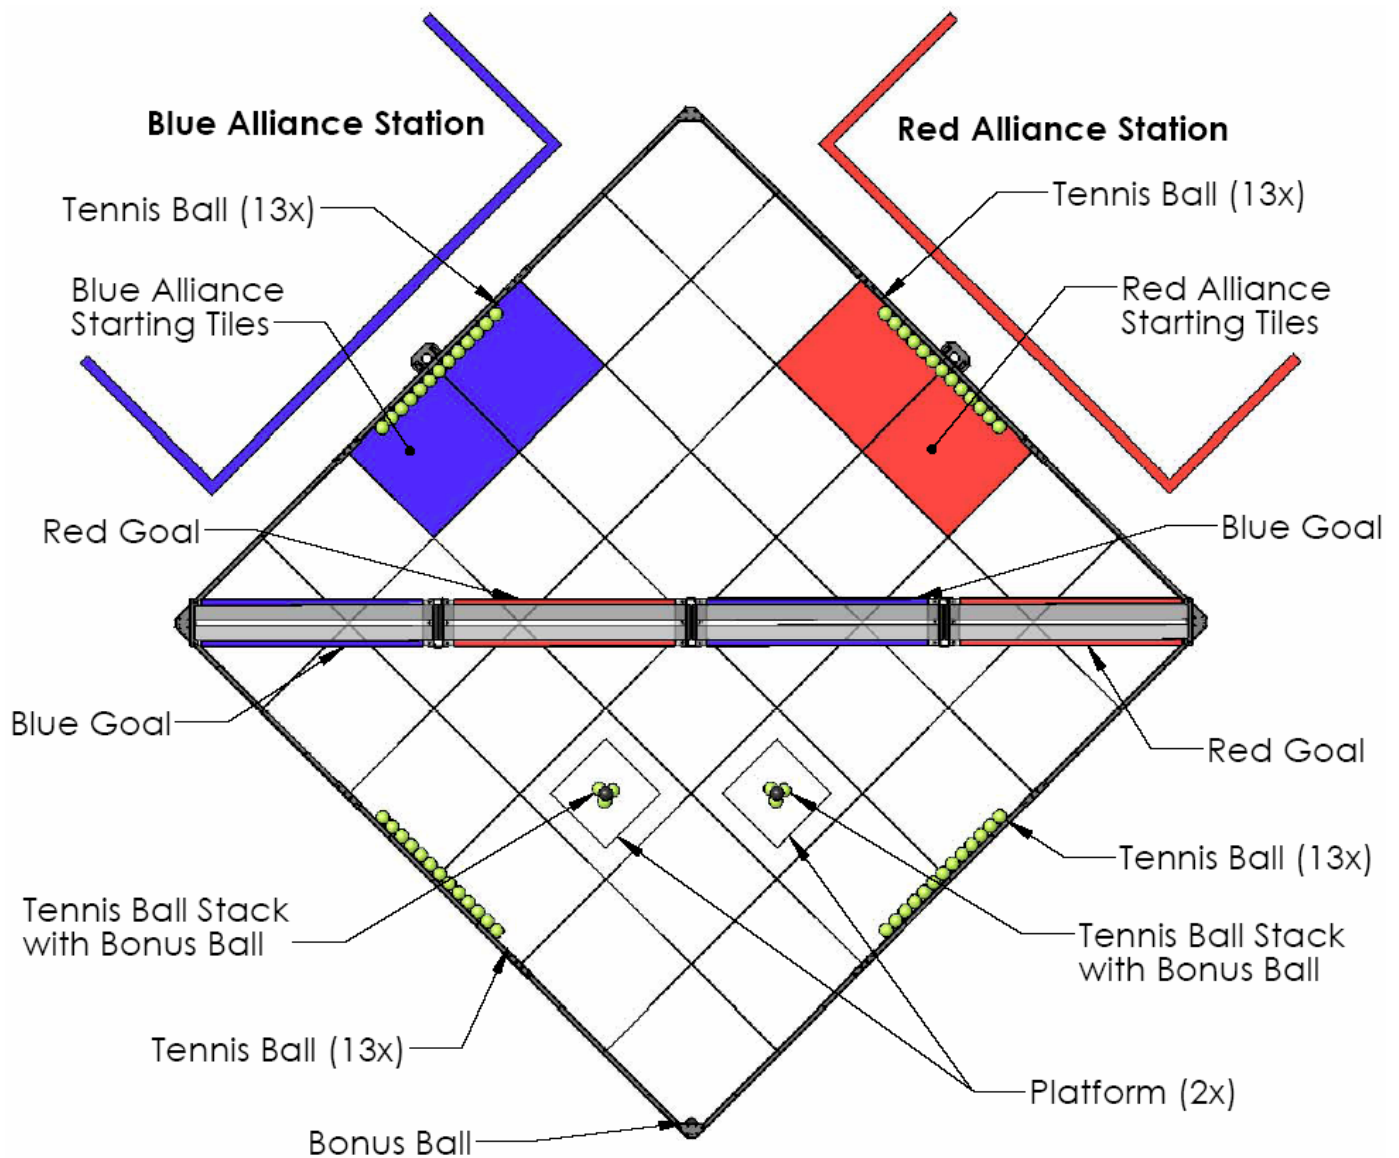 Blue Alliance Station
Red Alliance Station
Tennis Ball (13x)
Tennis Ball (13x)
Blue Alliance
Starting Tiles
Red Alliance
Starting Tiles
Red Goal
Blue Goal
Blue Goal
Red Goal
Tennis Ball (13x)
Tennis Ball Stack
with Bonus Ball
Tennis Ball Stack
with Bonus Ball
Tennis Ball (13x)
Platform (2x)
Bonus Ball